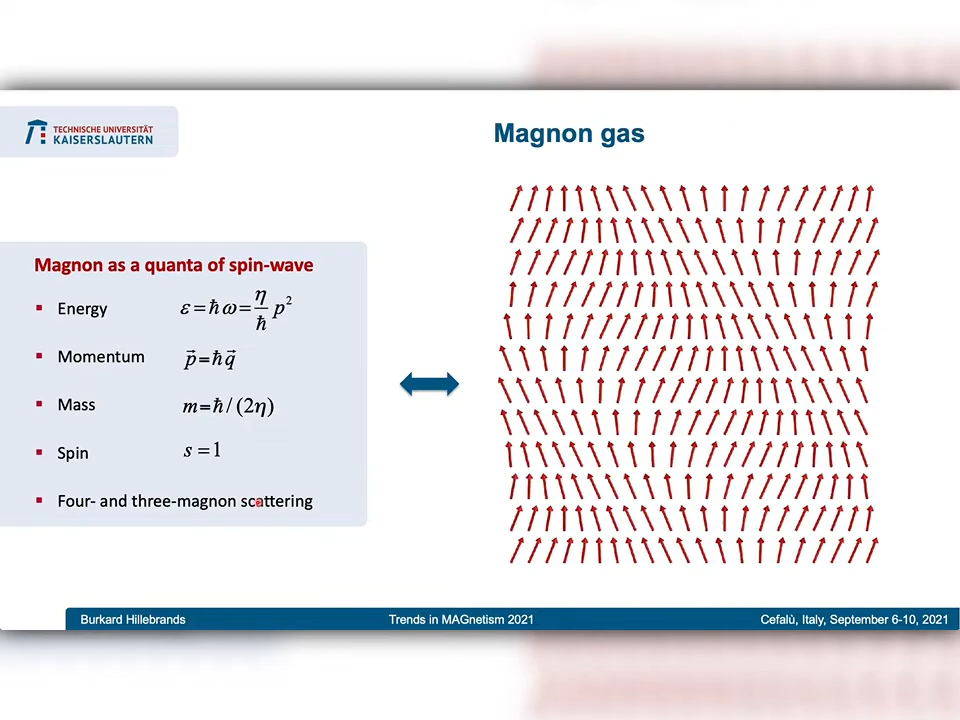 TECHNISCHE UNIVERSITÄT
KAISERSLAUTERN
Magnon gas
Magnon as a quanta of spin-wave
Energy ε = ħω = η/ħ p²
Momentum p⃗=ħq⃗
Mass m=ħ/(2η)
Spin s = 1
Four- and three-magnon scattering
Burkard Hillebrands Trends in MAGnetism 2021 Cefalù, Italy, September 6-10, 2021